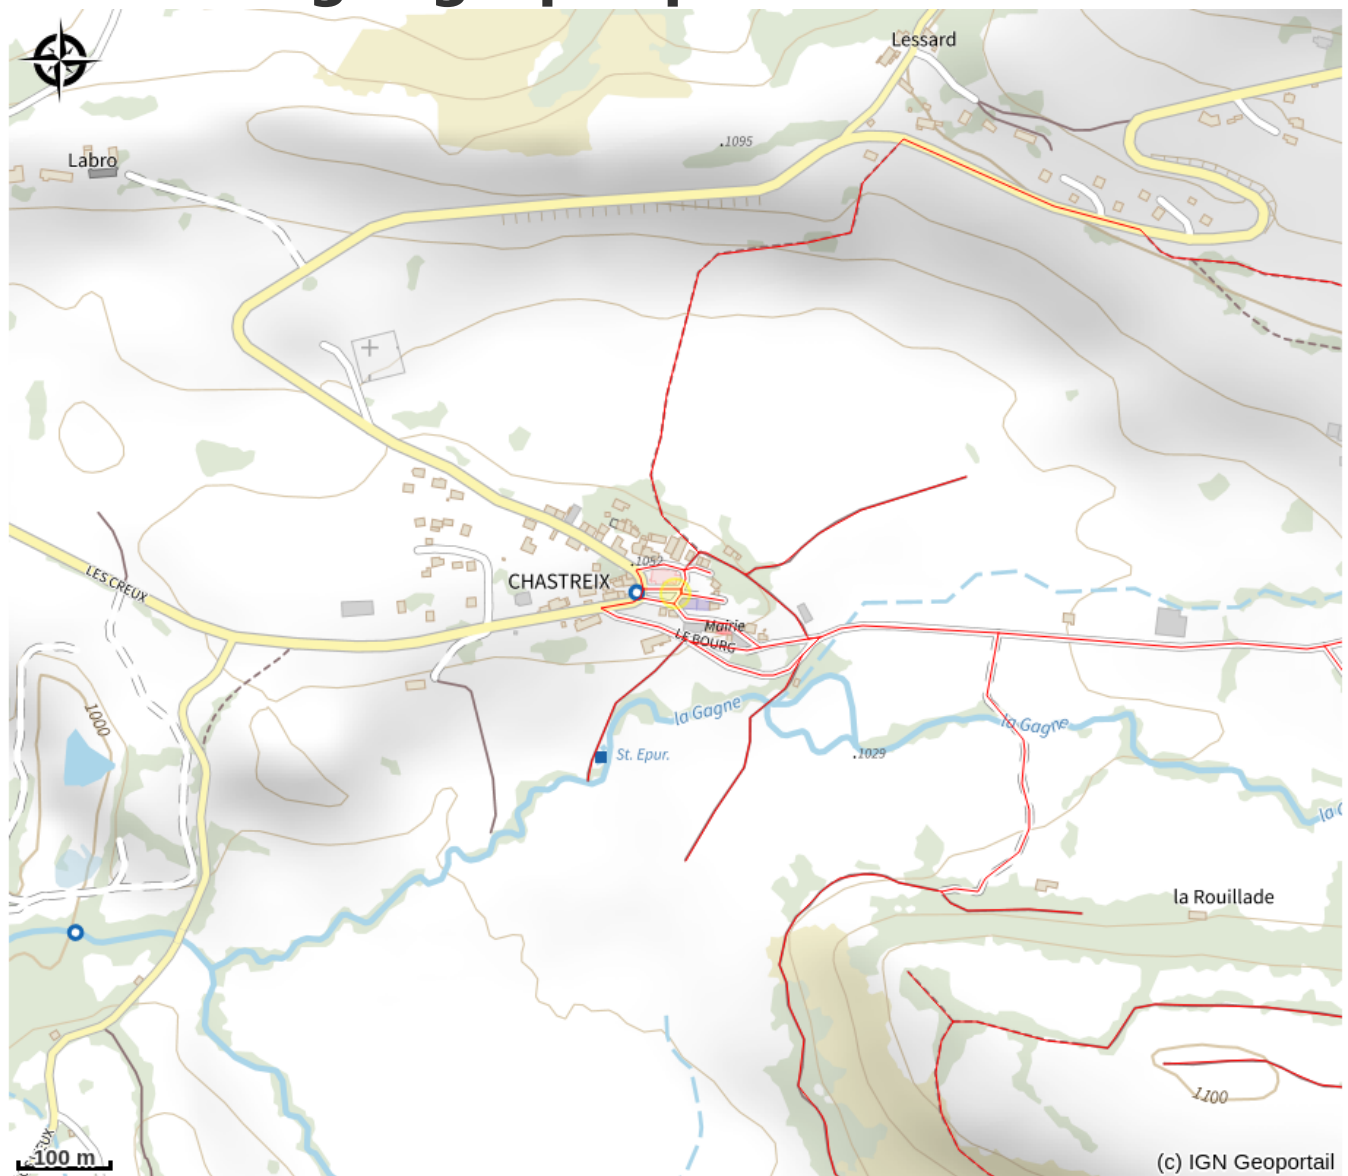 Lessard
.1095
Labro
LES CREUX
.1052
CHASTREIX
Mairie
LE BOURG
la Gagne
la Gagne
1000
St. Epur.
.1029
la Rouillade
1100
100 m
(c) IGN Geoportail